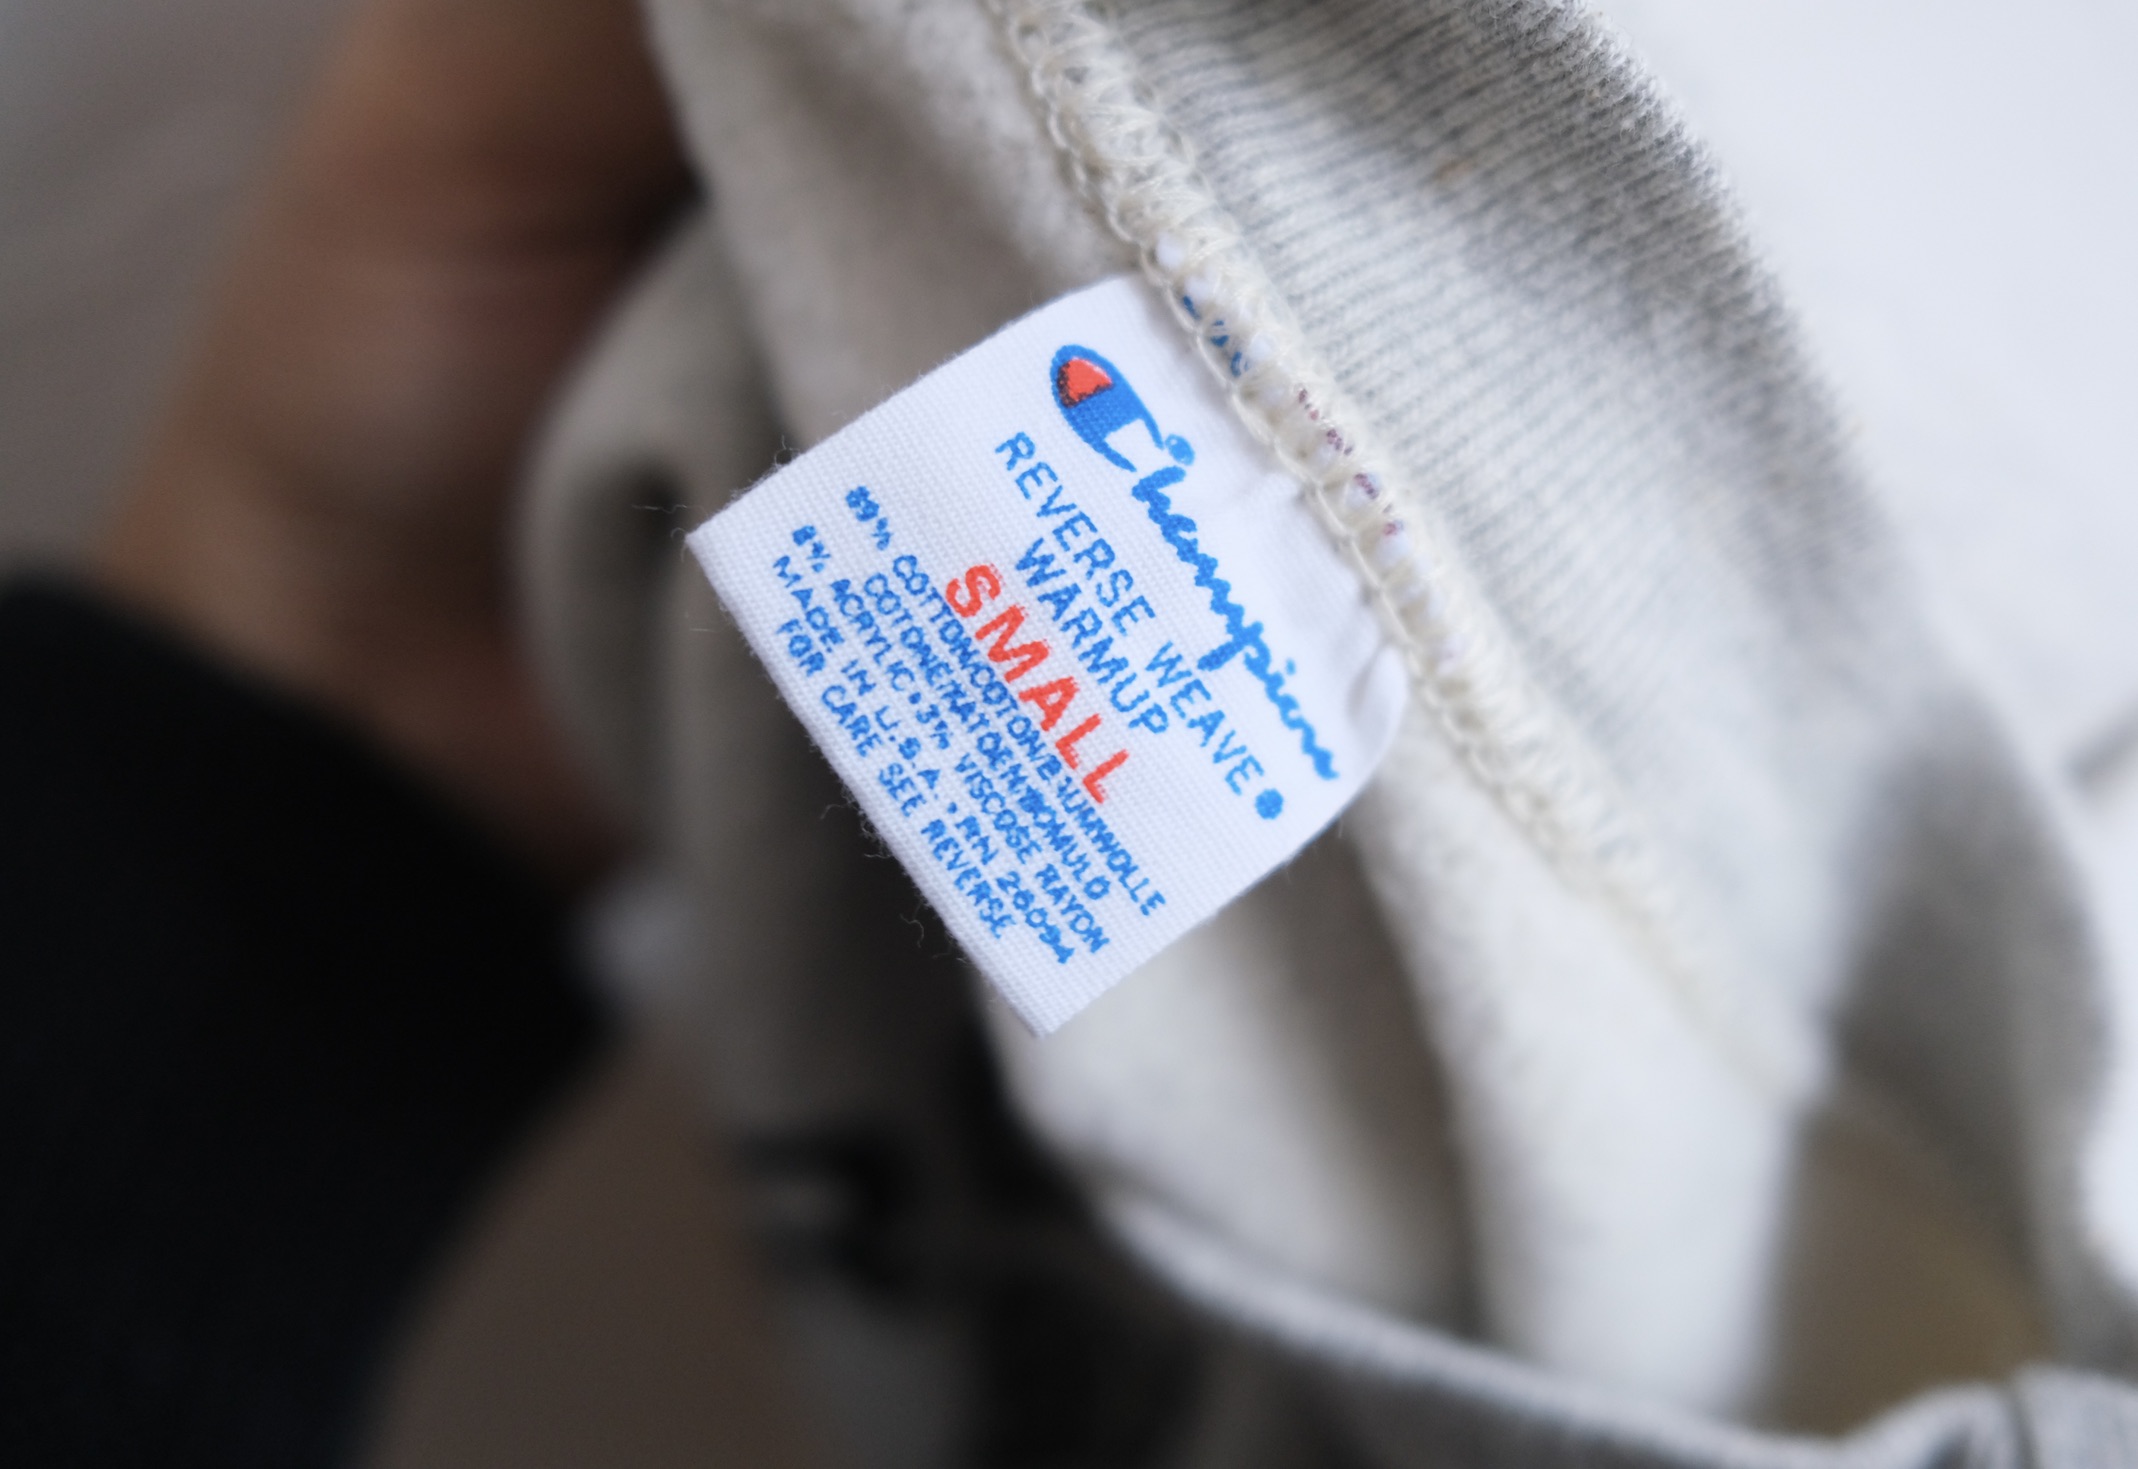 Champion
REVERSE WEAVE
WARMUP
SMALL
89% COTTON/COTON/BAUMWOLLE
COTONE/KATOEN/BOMULD
8% ACRYLIC • 3% VISCOSE RAYON
MADE IN U.S.A. • RN 26094
FOR CARE SEE REVERSE